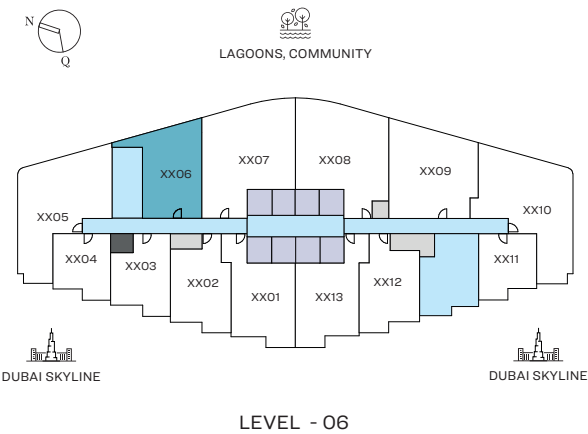 N
Q
LAGOONS, COMMUNITY
XX06
XX07
XX08
XX09
XX05
XX10
XX04
XX03
XX02
XX01
XX13
XX12
XX11
DUBAI SKYLINE
DUBAI SKYLINE
LEVEL - 06